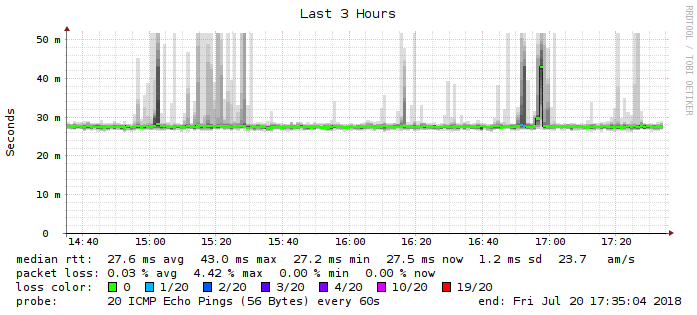 Last 3 Hours
RRDTOOL / TOBI OETIKER
Seconds
50 m
40 m
30 m
20 m
10 m
0
14:40 15:00 15:20 15:40 16:00 16:20 16:40 17:00 17:20
median rtt: 27.6 ms avg 43.0 ms max 27.2 ms min 27.5 ms now 1.2 ms sd 23.7 am/s
packet loss: 0.03 % avg 4.42 % max 0.00 % min 0.00 % now
loss color: 0 1/20 2/20 3/20 4/20 10/20 19/20
probe: 20 ICMP Echo Pings (56 Bytes) every 60s end: Fri Jul 20 17:35:04 2018